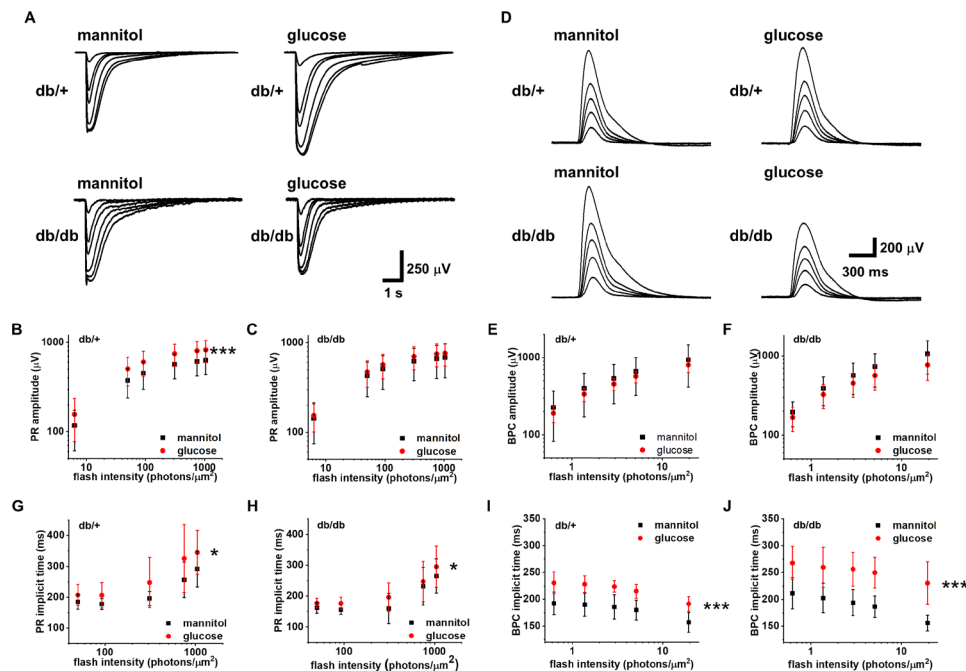 A
mannitol
glucose
db/+
mannitol
glucose
db/db
250 µV
1 s
D
mannitol
glucose
db/+
db/+
mannitol
glucose
db/db
db/db
200 µV
300 ms
B
db/+
1000
100
PR amplitude (µV)
***
mannitol
glucose
10
100
1000
flash intensity (photons/µm²)
C
db/db
1000
100
PR amplitude (µV)
mannitol
glucose
10
100
1000
flash intensity (photons/µm²)
E
db/+
1000
100
BPC amplitude (µV)
mannitol
glucose
1
10
flash intensity (photons/µm²)
F
db/db
1000
100
BPC amplitude (µV)
mannitol
glucose
1
10
flash intensity (photons/µm²)
G
db/+
400
300
200
100
PR implicit time (ms)
*
mannitol
glucose
100
1000
flash intensity (photons/µm²)
H
db/db
400
300
200
100
PR implicit time (ms)
*
mannitol
glucose
100
1000
flash intensity (photons/µm²)
I
db/+
350
300
250
200
150
BPC implicit time (ms)
mannitol
glucose
***
1
10
flash intensity (photons/µm²)
J
db/db
350
300
250
200
150
BPC implicit time (ms)
mannitol
glucose
***
1
10
flash intensity (photons/µm²)